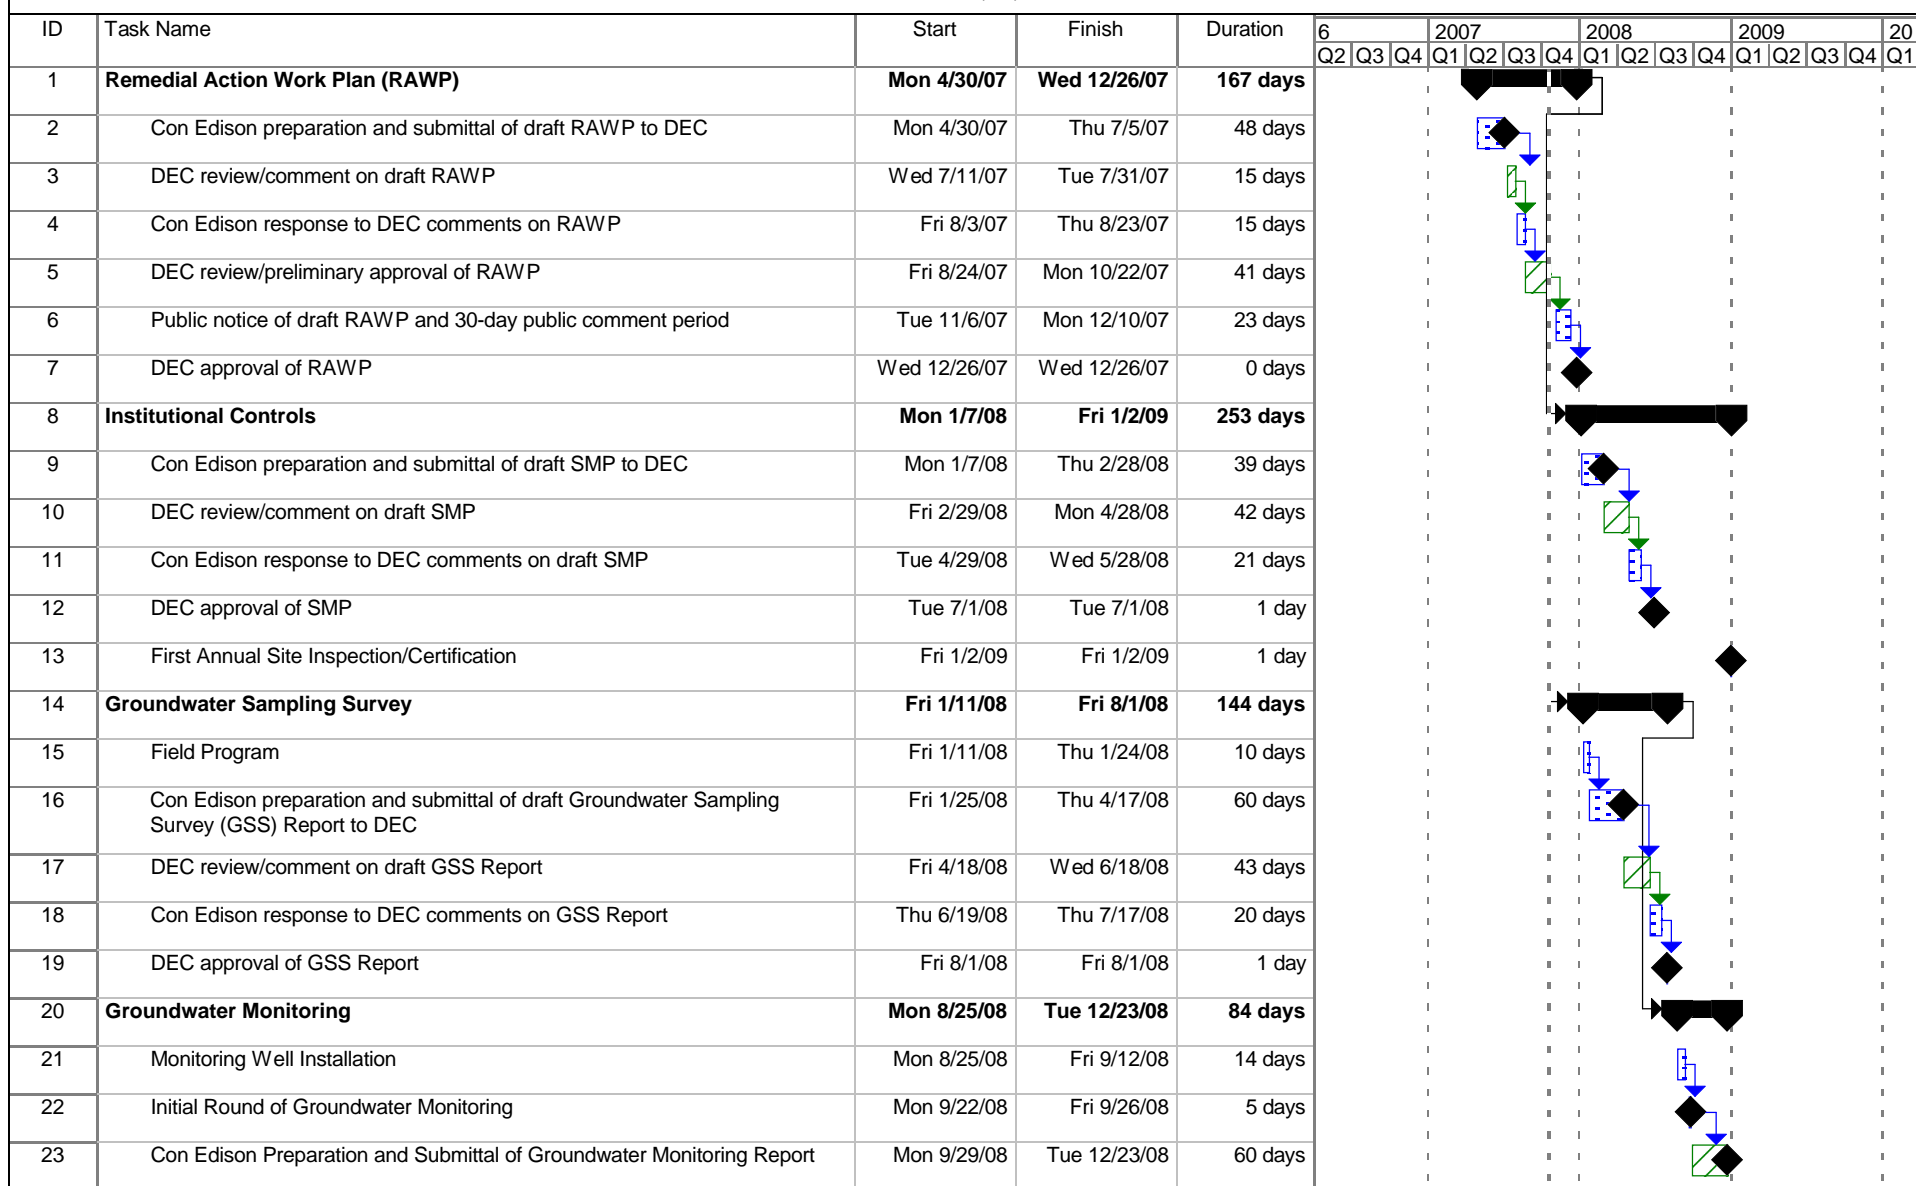 ID Task Name Start Finish Duration 6 2007 2008 2009 20
Q2 Q3 Q4 Q1 Q2 Q3 Q4 Q1 Q2 Q3 Q4 Q1 Q2 Q3 Q4 Q1
1 Remedial Action Work Plan (RAWP) Mon 4/30/07 Wed 12/26/07 167 days
2 Con Edison preparation and submittal of draft RAWP to DEC Mon 4/30/07 Thu 7/5/07 48 days
3 DEC review/comment on draft RAWP Wed 7/11/07 Tue 7/31/07 15 days
4 Con Edison response to DEC comments on RAWP Fri 8/3/07 Thu 8/23/07 15 days
5 DEC review/preliminary approval of RAWP Fri 8/24/07 Mon 10/22/07 41 days
6 Public notice of draft RAWP and 30-day public comment period Tue 11/6/07 Mon 12/10/07 23 days
7 DEC approval of RAWP Wed 12/26/07 Wed 12/26/07 0 days
8 Institutional Controls Mon 1/7/08 Fri 1/2/09 253 days
9 Con Edison preparation and submittal of draft SMP to DEC Mon 1/7/08 Thu 2/28/08 39 days
10 DEC review/comment on draft SMP Fri 2/29/08 Mon 4/28/08 42 days
11 Con Edison response to DEC comments on draft SMP Tue 4/29/08 Wed 5/28/08 21 days
12 DEC approval of SMP Tue 7/1/08 Tue 7/1/08 1 day
13 First Annual Site Inspection/Certification Fri 1/2/09 Fri 1/2/09 1 day
14 Groundwater Sampling Survey Fri 1/11/08 Fri 8/1/08 144 days
15 Field Program Fri 1/11/08 Thu 1/24/08 10 days
16 Con Edison preparation and submittal of draft Groundwater Sampling Fri 1/25/08 Thu 4/17/08 60 days
Survey (GSS) Report to DEC
17 DEC review/comment on draft GSS Report Fri 4/18/08 Wed 6/18/08 43 days
18 Con Edison response to DEC comments on GSS Report Thu 6/19/08 Thu 7/17/08 20 days
19 DEC approval of GSS Report Fri 8/1/08 Fri 8/1/08 1 day
20 Groundwater Monitoring Mon 8/25/08 Tue 12/23/08 84 days
21 Monitoring Well Installation Mon 8/25/08 Fri 9/12/08 14 days
22 Initial Round of Groundwater Monitoring Mon 9/22/08 Fri 9/26/08 5 days
23 Con Edison Preparation and Submittal of Groundwater Monitoring Report Mon 9/29/08 Tue 12/23/08 60 days